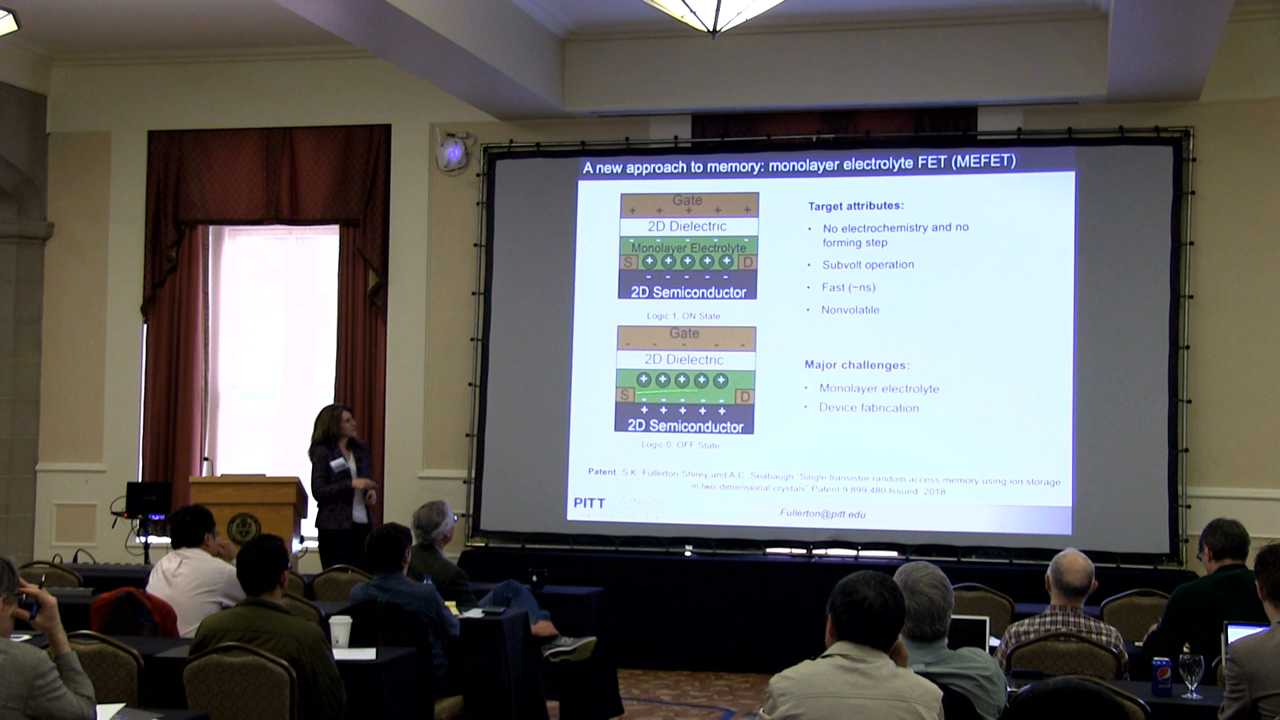 A new approach to memory: monolayer electrolyte FET (MEFET)
Gate
+ + + + +
2D Dielectric
- - - - -
Monolayer Electrolyte
S + + + + + D
- - - - -
2D Semiconductor
Logic 1, ON State
Gate
- - - - -
2D Dielectric
+ + + + +
S - - - - - D
+ + + + +
2D Semiconductor
Logic 0, OFF State
Target attributes:
• No electrochemistry and no
forming step
• Subvolt operation
• Fast (~ns)
• Nonvolatile
Major challenges:
• Monolayer electrolyte
• Device fabrication
Patent: S.K. Fullerton-Shirey and A.C. Seabaugh "Single transistor random access memory using ion storage
in two-dimensional crystals" Patent 9,899,480 Issued, 2018.
PITT
Fullerton@pitt.edu